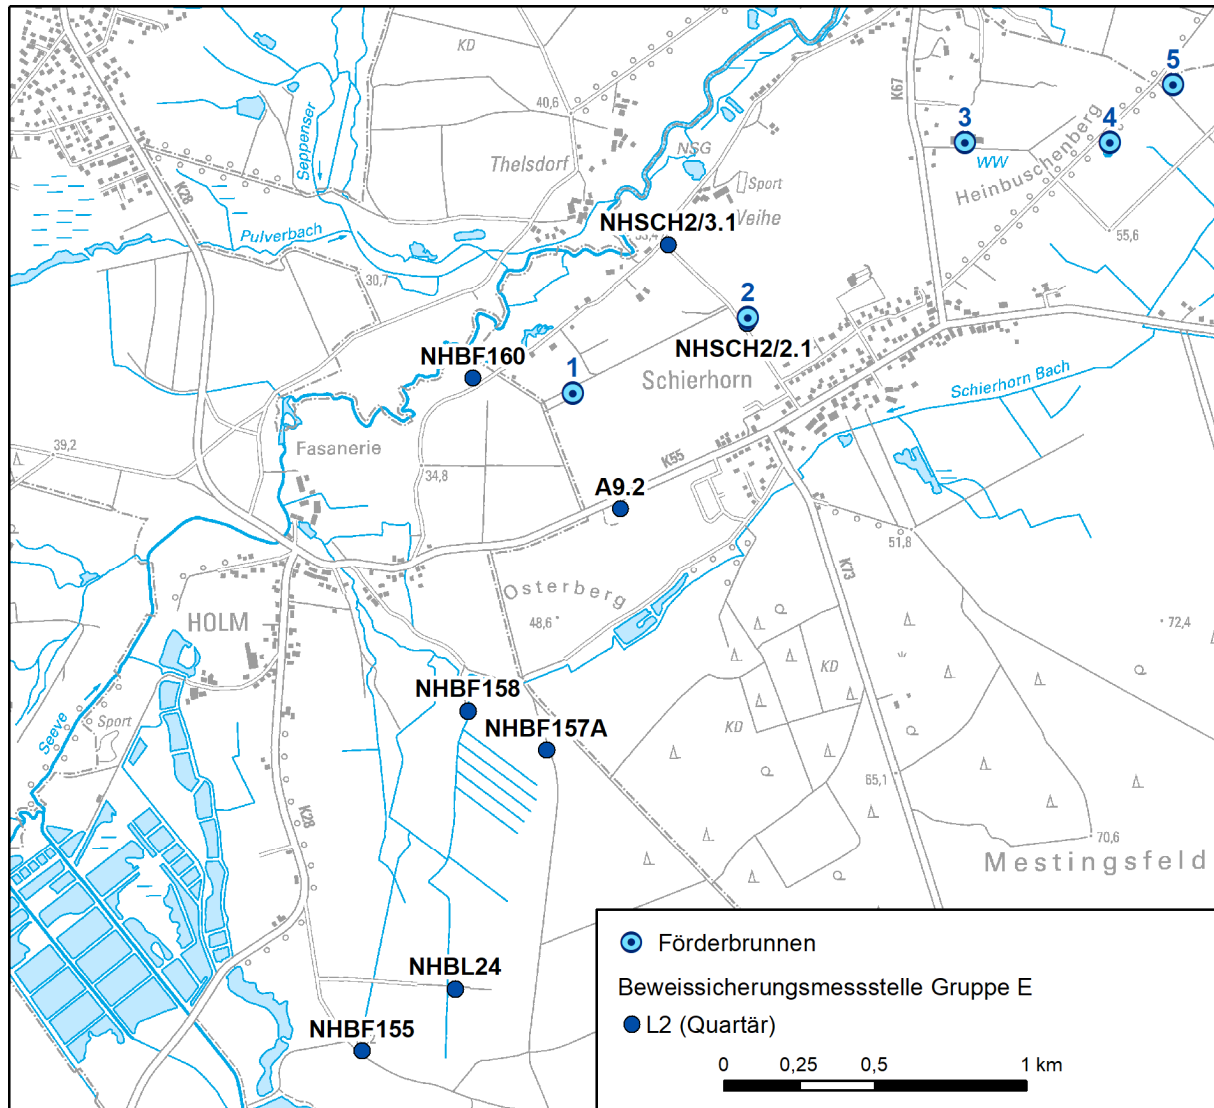 KD
5
K67
40,6
Seppenser
3
4
NSG
WW
Thelsdorf
Heinbuschenberg
Sport
K28
Weihe
NHSCH2/3.1
Pulverbach
55,6
30,7
2
NHBF160
NHSCH2/2.1
1
Schierhorn
Schierhorn Bach
39,2
Fasanerie
34,8
K55
A9.2
51,8
K73
Osterberg
HOLM
48,6
72,4
KD
NHBF158
Seeve
Sport
NHBF157A
KD
65,1
K28
70,6
Mestingsfeld
Förderbrunnen
NHBL24
Beweissicherungsmessstelle Gruppe E
NHBF155
L2 (Quartär)
0 0,25 0,5 1 km